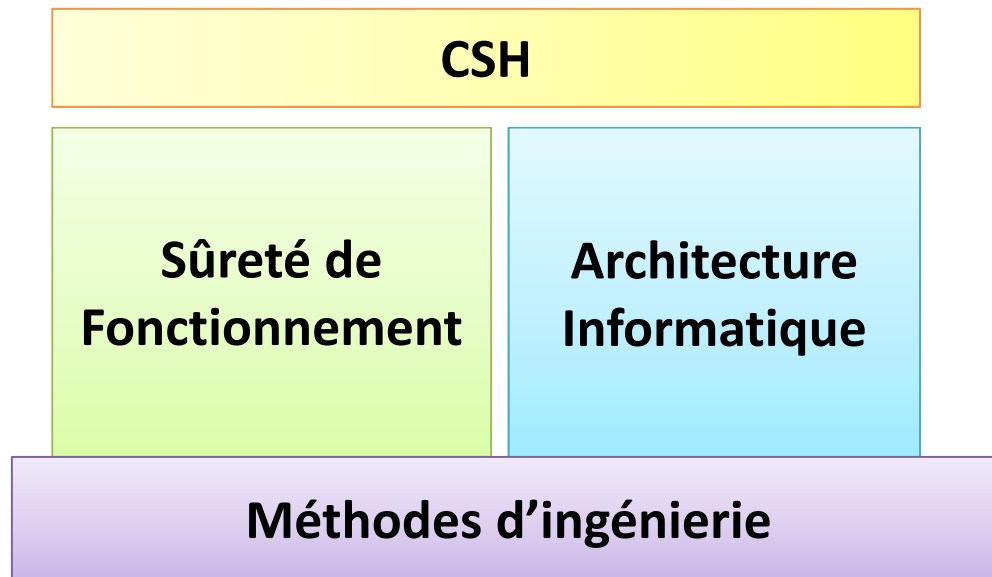 CSH
Sûreté de
Fonctionnement
Architecture
Informatique
Méthodes d’ingénierie